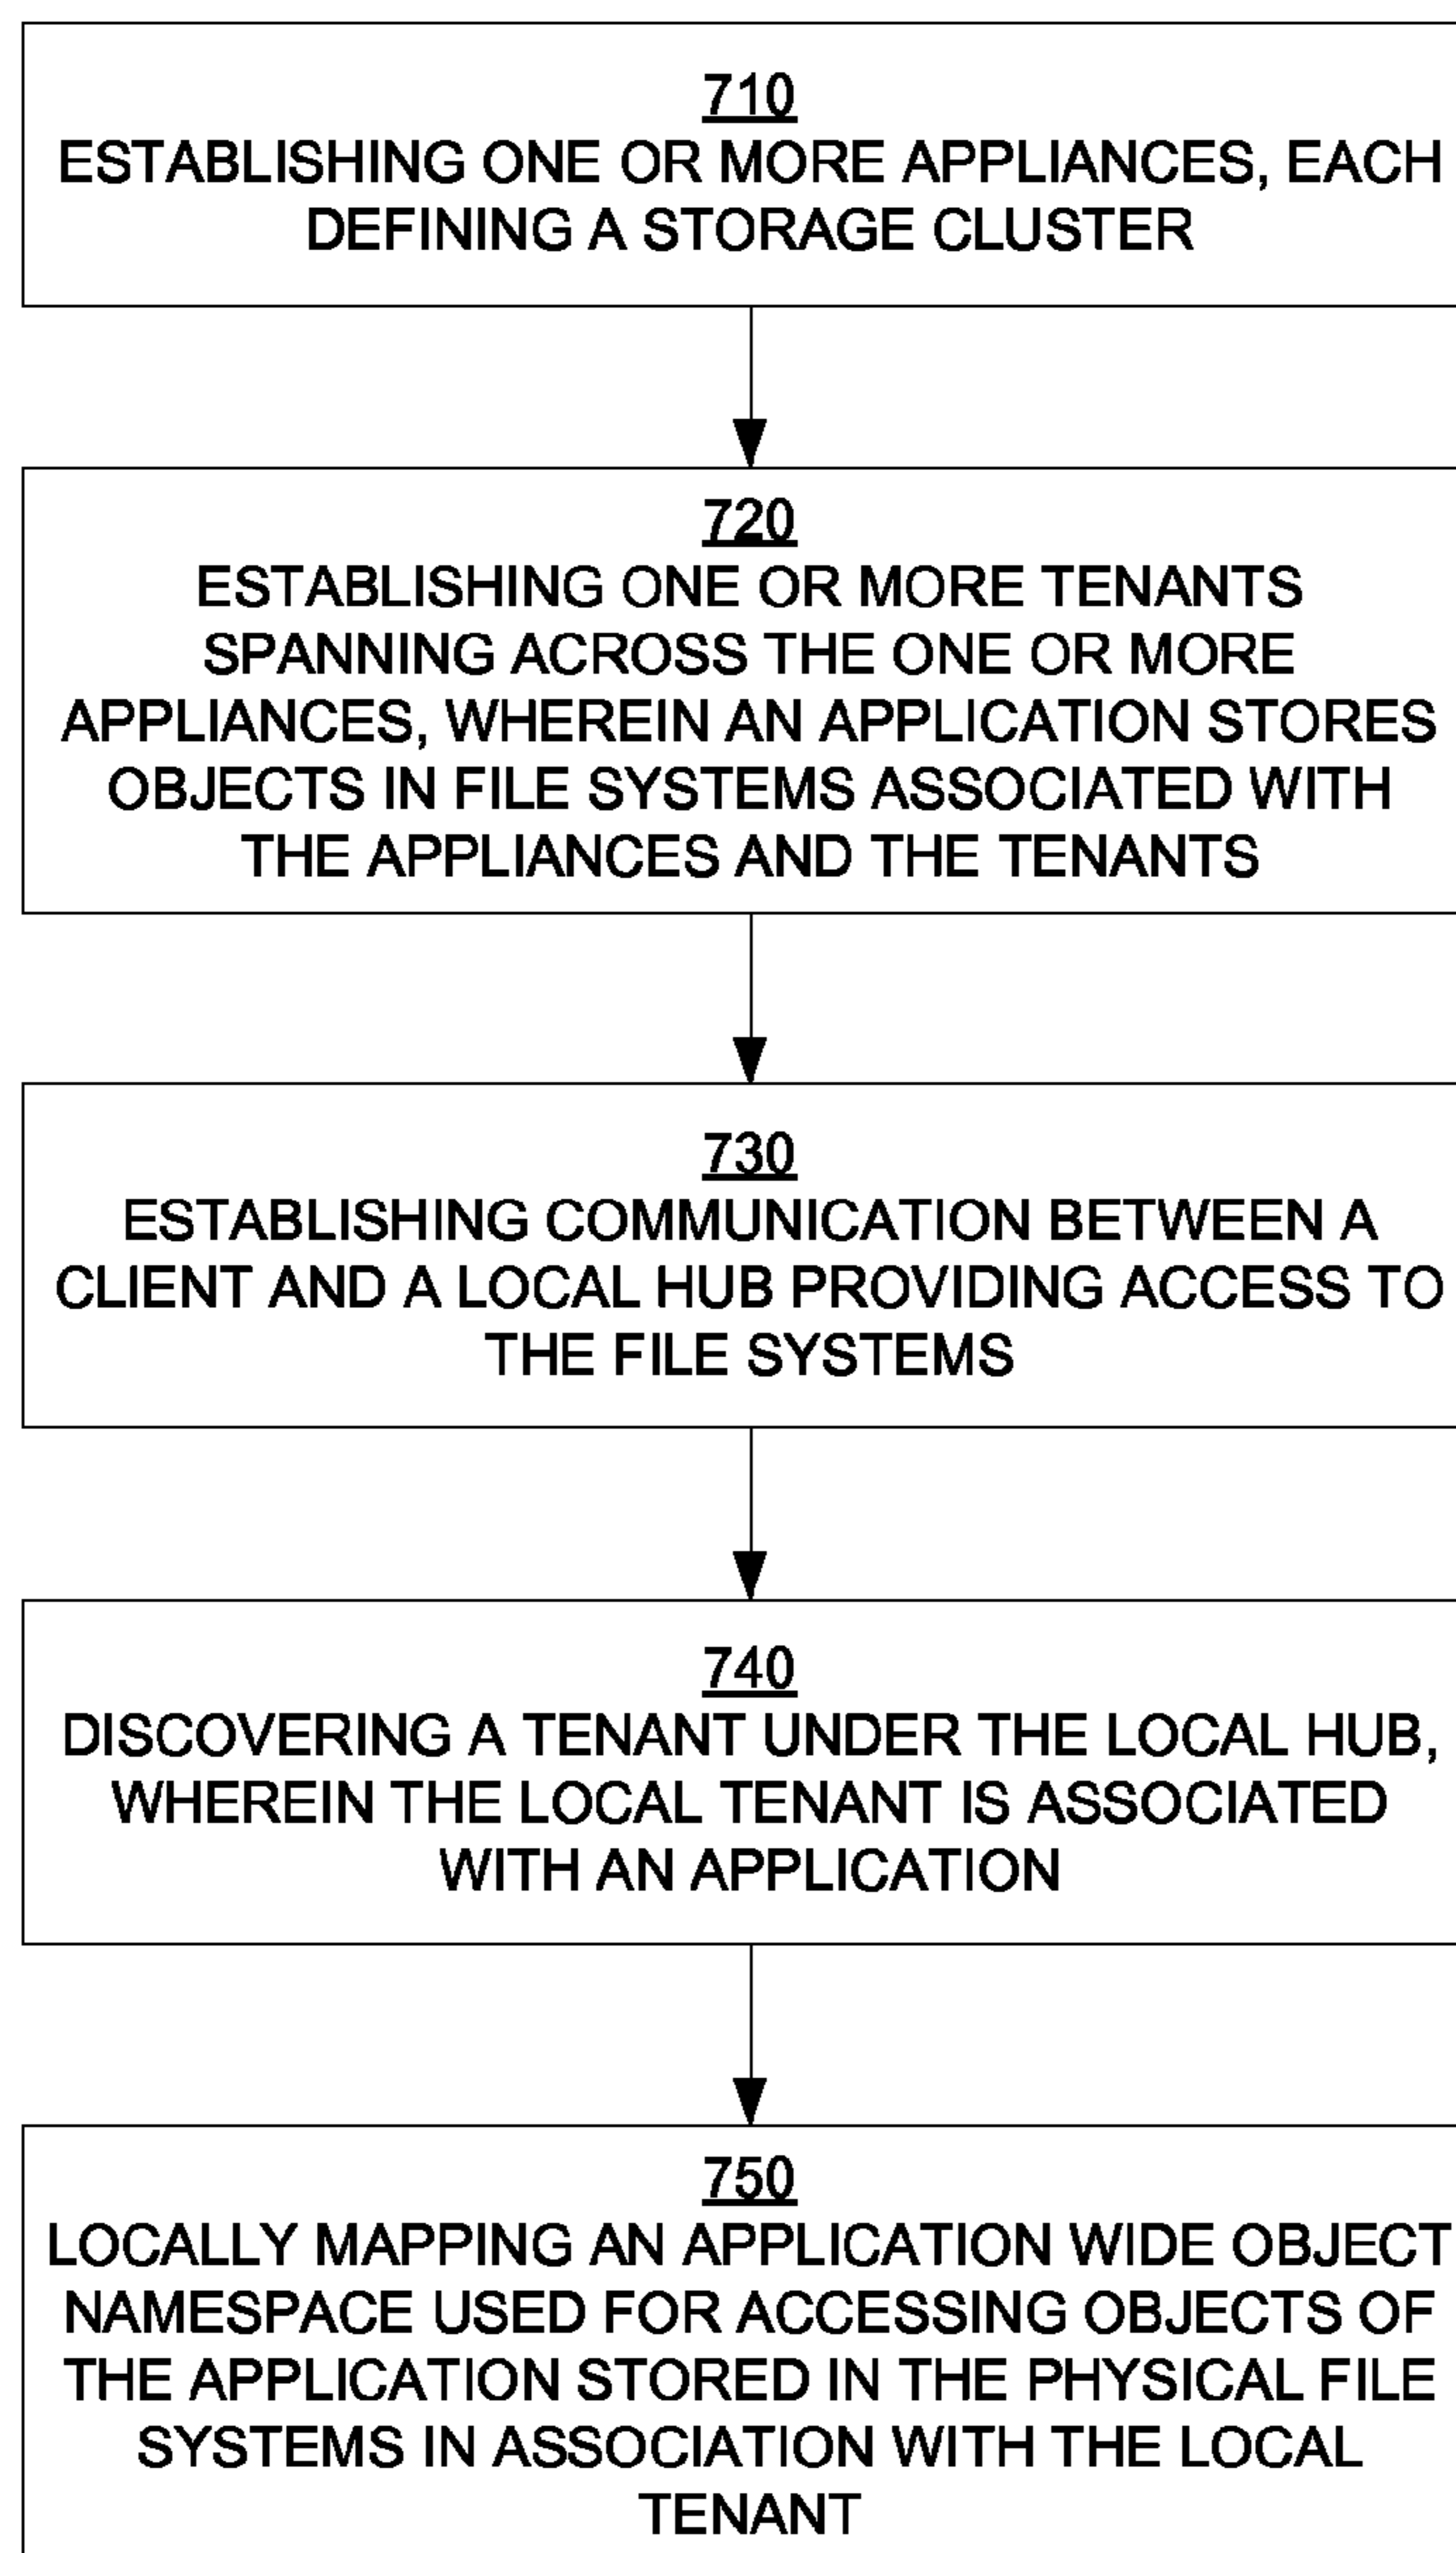 710
ESTABLISHING ONE OR MORE APPLIANCES, EACH
DEFINING A STORAGE CLUSTER
720
ESTABLISHING ONE OR MORE TENANTS
SPANNING ACROSS THE ONE OR MORE
APPLIANCES, WHEREIN AN APPLICATION STORES
OBJECTS IN FILE SYSTEMS ASSOCIATED WITH
THE APPLIANCES AND THE TENANTS
730
ESTABLISHING COMMUNICATION BETWEEN A
CLIENT AND A LOCAL HUB PROVIDING ACCESS TO
THE FILE SYSTEMS
740
DISCOVERING A TENANT UNDER THE LOCAL HUB,
WHEREIN THE LOCAL TENANT IS ASSOCIATED
WITH AN APPLICATION
750
LOCALLY MAPPING AN APPLICATION WIDE OBJECT
NAMESPACE USED FOR ACCESSING OBJECTS OF
THE APPLICATION STORED IN THE PHYSICAL FILE
SYSTEMS IN ASSOCIATION WITH THE LOCAL
TENANT